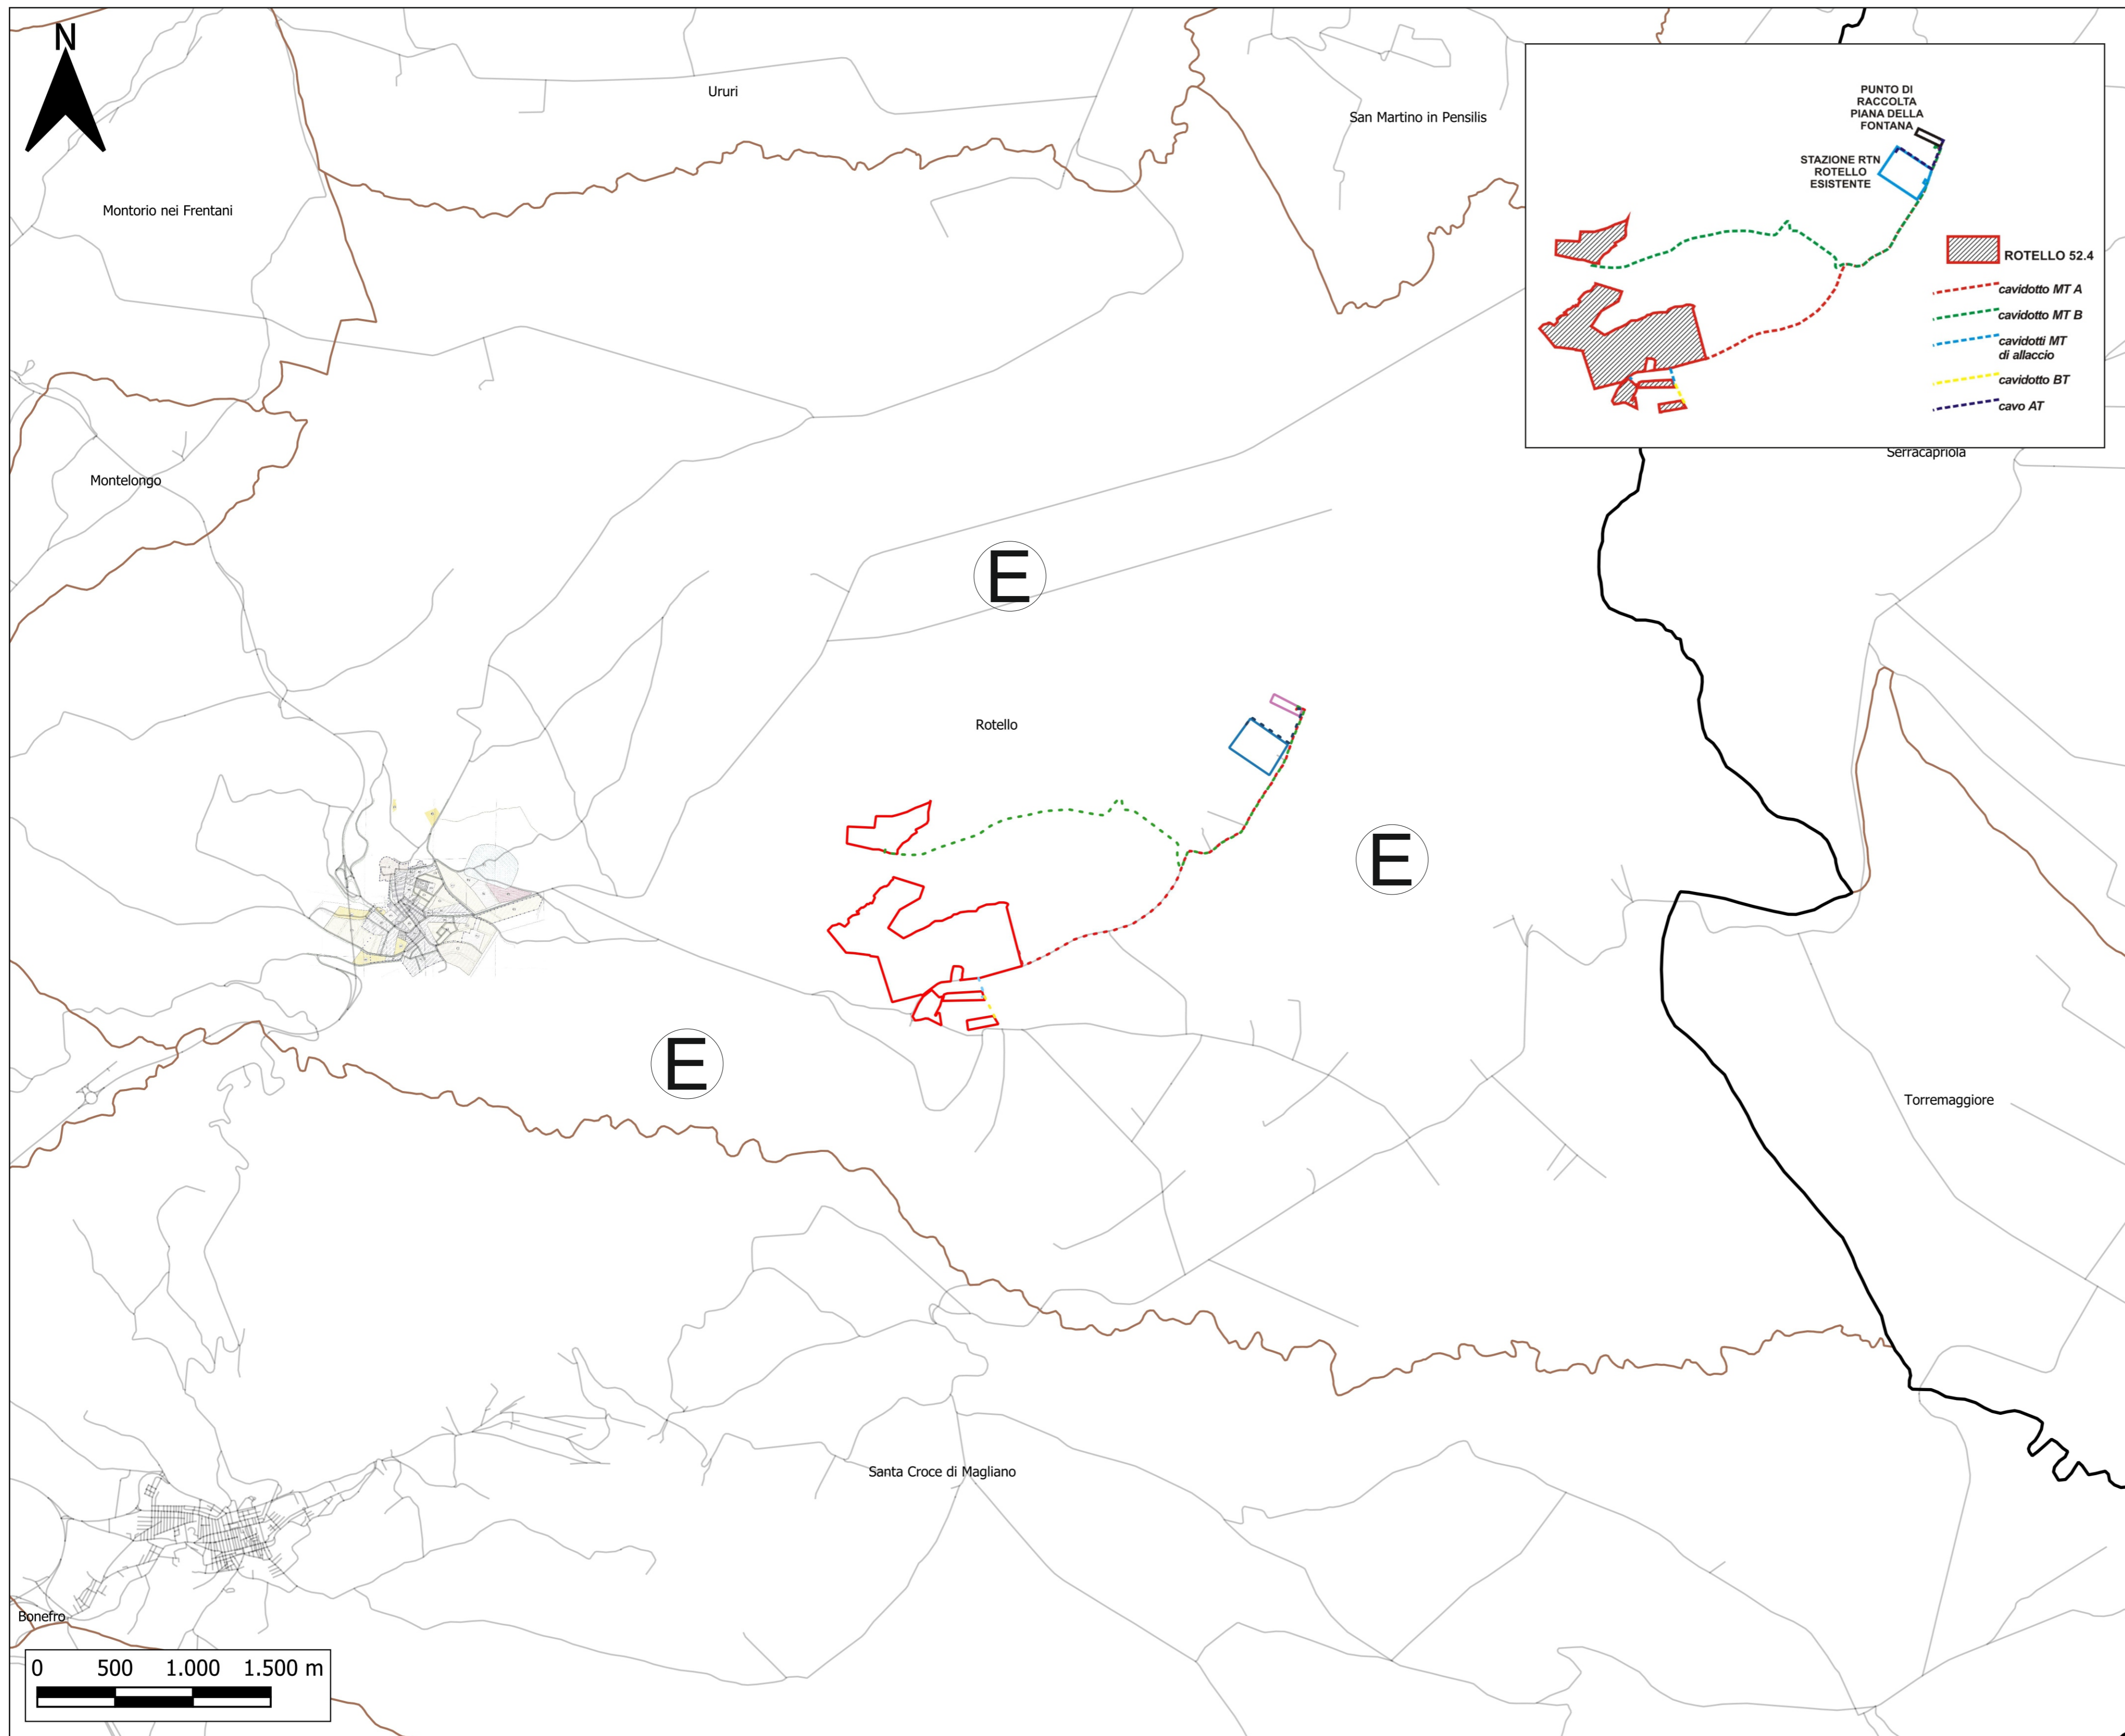 N
Ururi
San Martino in Pensilis
Montorio nei Frentani
PUNTO DI
RACCOLTA
PIANA DELLA
FONTANA
STAZIONE RTN
ROTELLO
ESISTENTE
ROTELLO 52.4
cavidotto MT A
cavidotto MT B
cavidotti MT
di allaccio
cavidotto BT
cavo AT
Serracapriola
Montelongo
E
Rotello
E
E
Torremaggiore
Santa Croce di Magliano
Bonefro
0 500 1.000 1.500 m